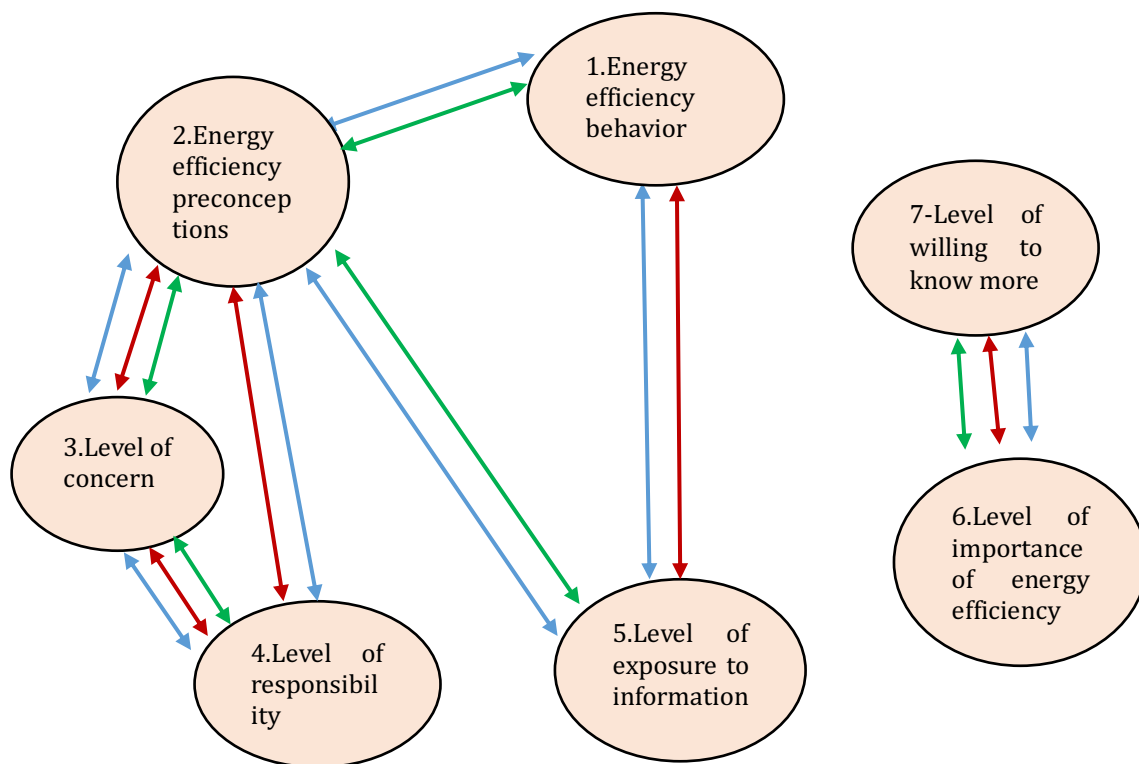 1.Energy
efficiency
behavior
2.Energy
efficiency
preconcep
tions
7-Level of
willing to
know more
3.Level of
concern
6.Level of
importance
of energy
efficiency
4.Level of
responsibil
ity
5.Level of
exposure to
information